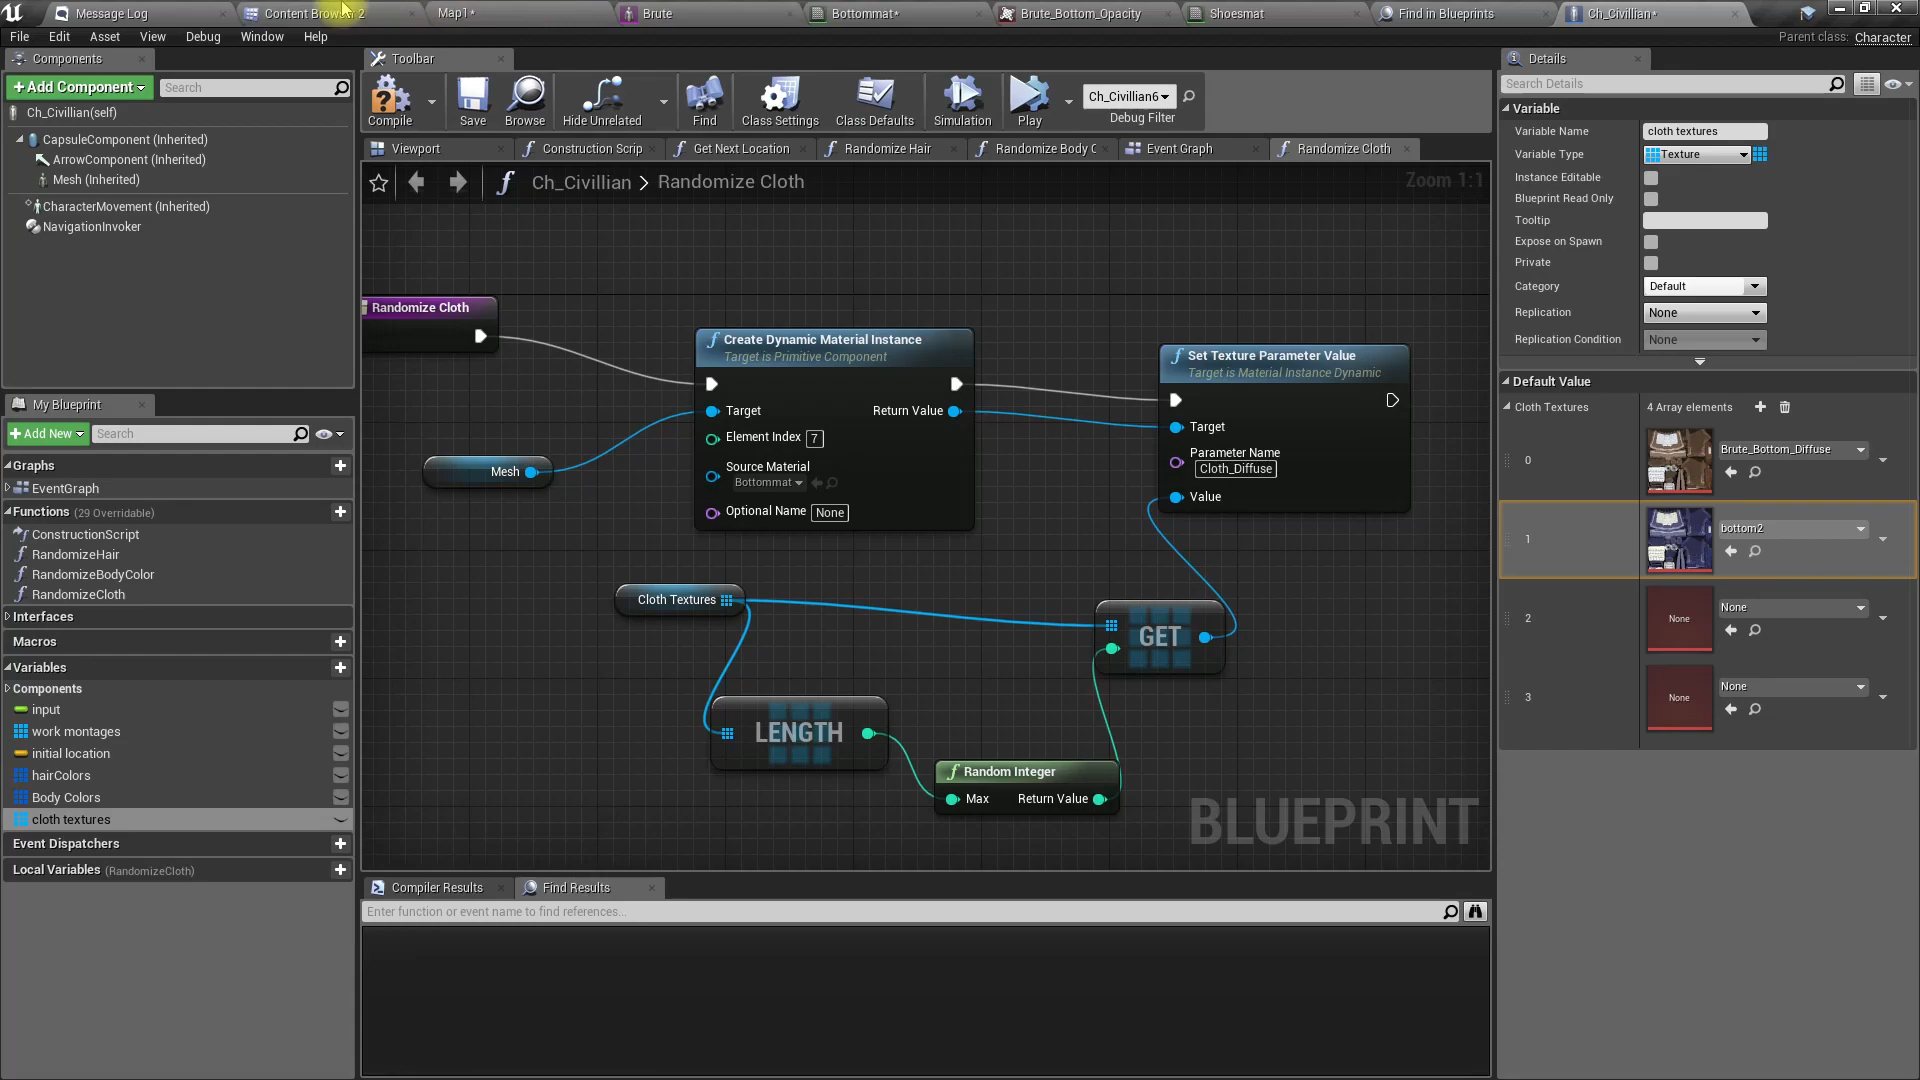 Message Log
Content Brow 2
Map1*
Brute
Bottommat*
Brute_Bottom_Opacity
Shoesmat
Find in Blueprints
Ch_Civillian*
File Edit Asset View Debug Window Help
Parent class: Character
Components
Toolbar
Details
+Add Component
Search
Ch_Civillian(self)
CapsuleComponent (Inherited)
ArrowComponent (Inherited)
Mesh (Inherited)
CharacterMovement (Inherited)
NavigationInvoker
Compile
Save
Browse
Hide Unrelated
Find
Class Settings
Class Defaults
Simulation
Play
Ch_Civillian6
Debug Filter
Viewport
Construction Scrip
Get Next Location
Randomize Hair
Randomize Body C
Event Graph
Randomize Cloth
Ch_Civillian > Randomize Cloth
Zoom 1:1
Randomize Cloth
Create Dynamic Material Instance
Target is Primitive Component
Target
Return Value
Element Index 7
Source Material
Bottommat
Optional Name None
Mesh
Set Texture Parameter Value
Target is Material Instance Dynamic
Target
Parameter Name
Cloth_Diffuse
Value
Cloth Textures
GET
LENGTH
Random Integer
Max Return Value
BLUEPRINT
My Blueprint
+Add New
Search
Graphs
EventGraph
Functions (29 Overridable)
ConstructionScript
RandomizeHair
RandomizeBodyColor
RandomizeCloth
Interfaces
Macros
Variables
Components
input
work montages
initial location
hairColors
Body Colors
cloth textures
Event Dispatchers
Local Variables (RandomizeCloth)
Compiler Results
Find Results
Enter function or event name to find references...
Search Details
Variable
Variable Name cloth textures
Variable Type Texture
Instance Editable
Blueprint Read Only
Tooltip
Expose on Spawn
Private
Category Default
Replication None
Replication Condition None
Default Value
Cloth Textures 4 Array elements
0 Brute_Bottom_Diffuse
1 bottom2
2 None None
3 None None